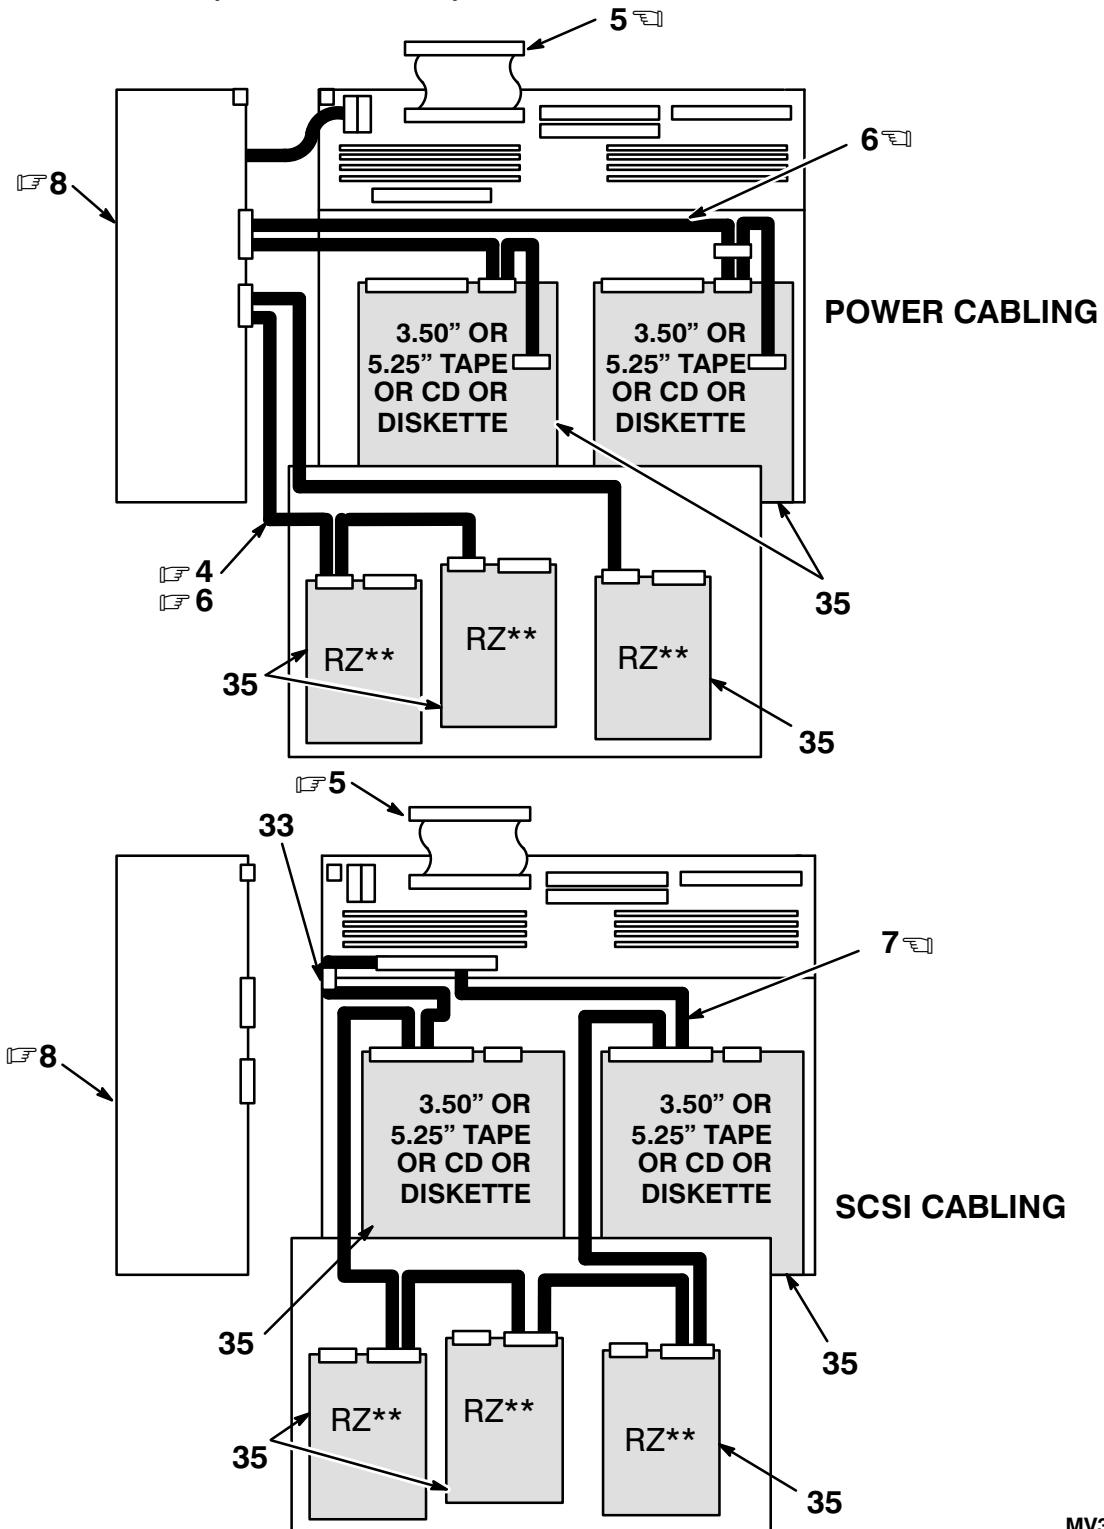 5☜
6☜
☞8
3.50” OR
5.25” TAPE
OR CD OR
DISKETTE
3.50” OR
5.25” TAPE
OR CD OR
DISKETTE
POWER CABLING
☞4
☞6
35
RZ**
RZ**
RZ**
35
35
☞5
33
7☜
☞8
3.50” OR
5.25” TAPE
OR CD OR
DISKETTE
3.50” OR
5.25” TAPE
OR CD OR
DISKETTE
SCSI CABLING
35
35
RZ**
RZ**
RZ**
35
35